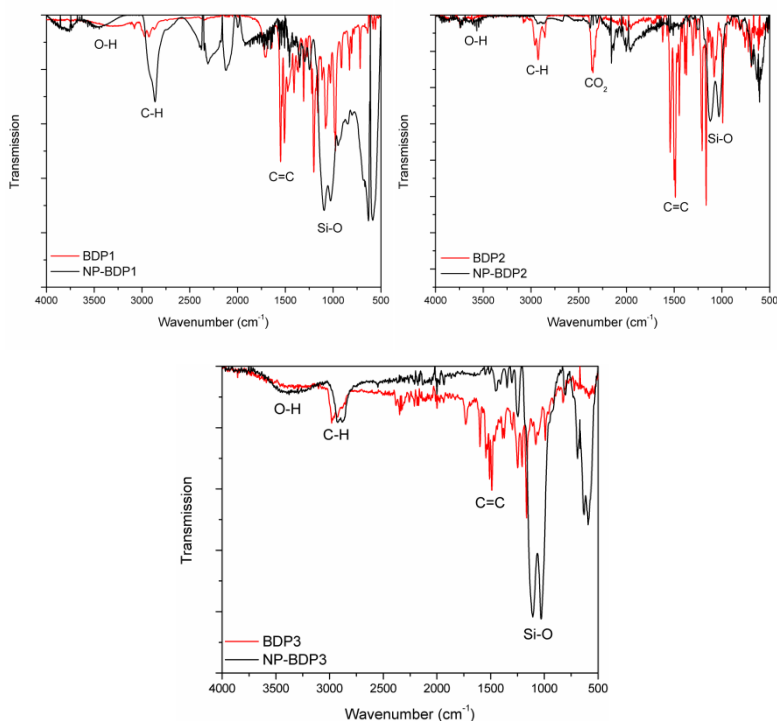 O-H
C-H
C=C
Si-O
Transmission
BDP1
NP-BDP1
4000 3500 3000 2500 2000 1500 1000 500
Wavenumber (cm⁻¹)
O-H
C-H
CO₂
Si-O
C=C
Transmission
BDP2
NP-BDP2
4000 3500 3000 2500 2000 1500 1000 500
Wavenumber (cm⁻¹)
O-H
C-H
C=C
Si-O
Transmission
BDP3
NP-BDP3
4000 3500 3000 2500 2000 1500 1000 500
Wavenumber (cm⁻¹)